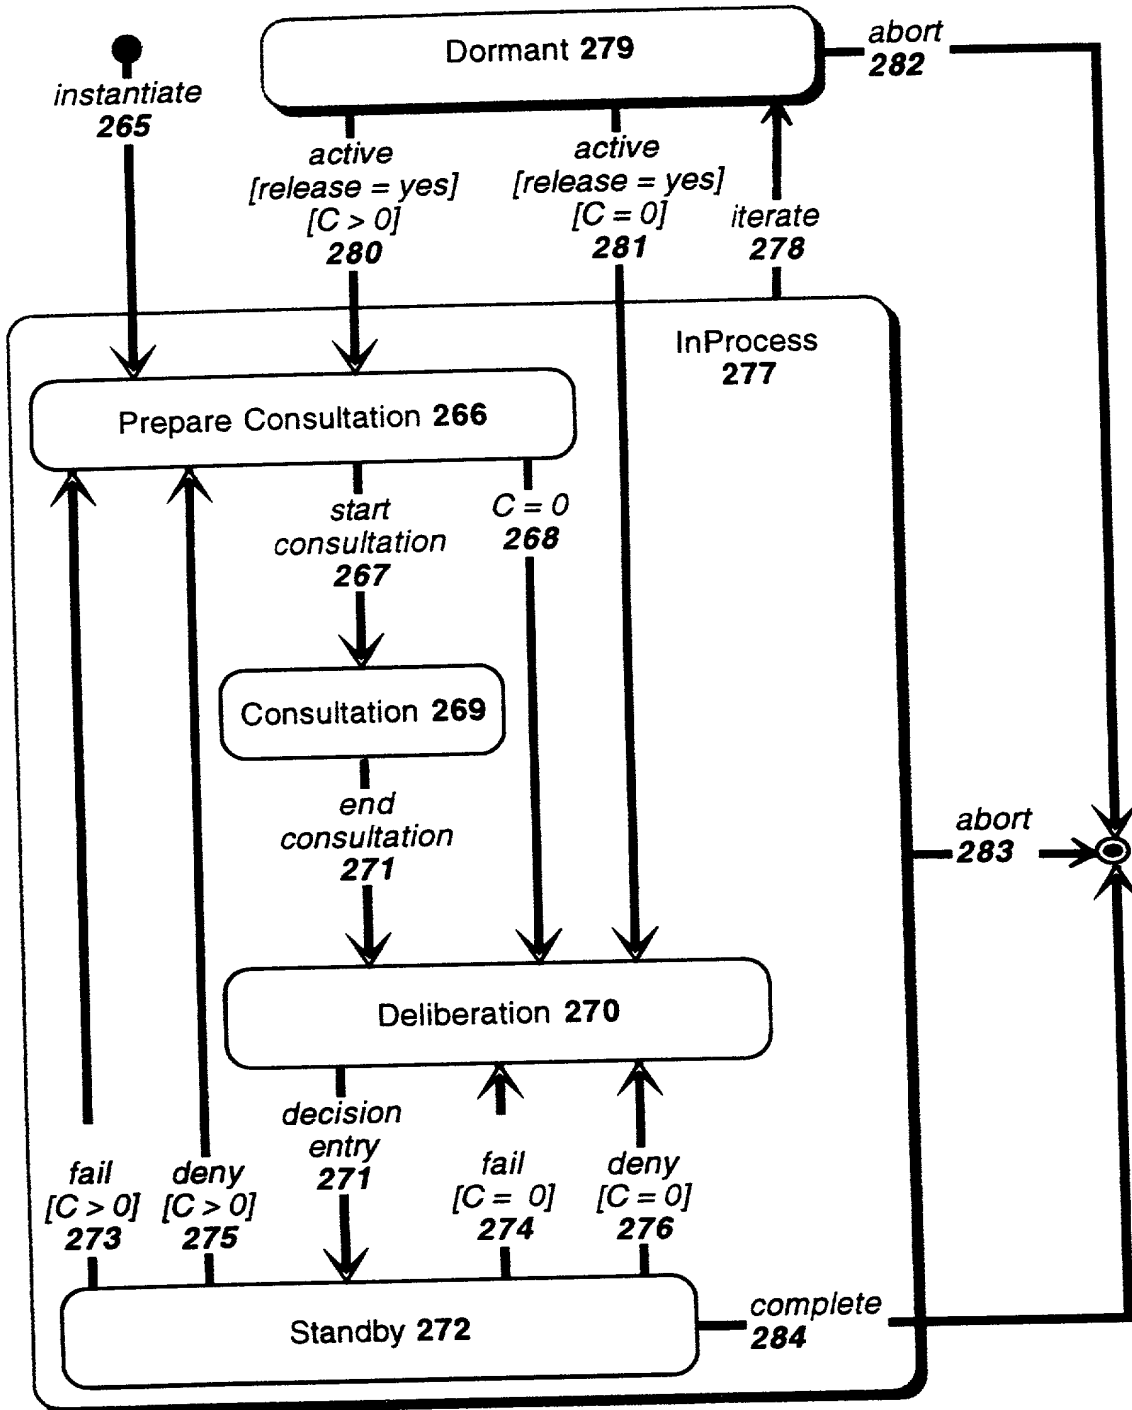 Dormant 279
abort
282
instantiate
265
active
[release = yes]
[C > 0]
280
active
[release = yes]
[C = 0]
281
iterate
278
InProcess
277
Prepare Consultation 266
start
consultation
267
C = 0
268
Consultation 269
end
consultation
271
abort
283
Deliberation 270
decision
entry
271
fail
[C > 0]
273
deny
[C > 0]
275
fail
[C = 0]
274
deny
[C = 0]
276
Standby 272
complete
284